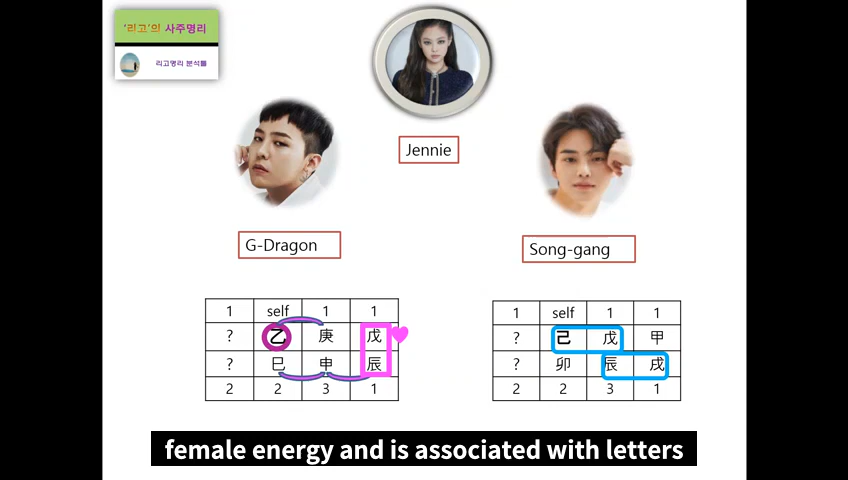 '리고'의 사주명리
리고명리 분석틀
Jennie
G-Dragon
Song-gang
1 self 1 1
? 乙 庚 戊
? 巳 申 辰
2 2 3 1
1 self 1 1
? 己 戊 甲
? 卯 辰 戌
2 2 3 1
female energy and is associated with letters